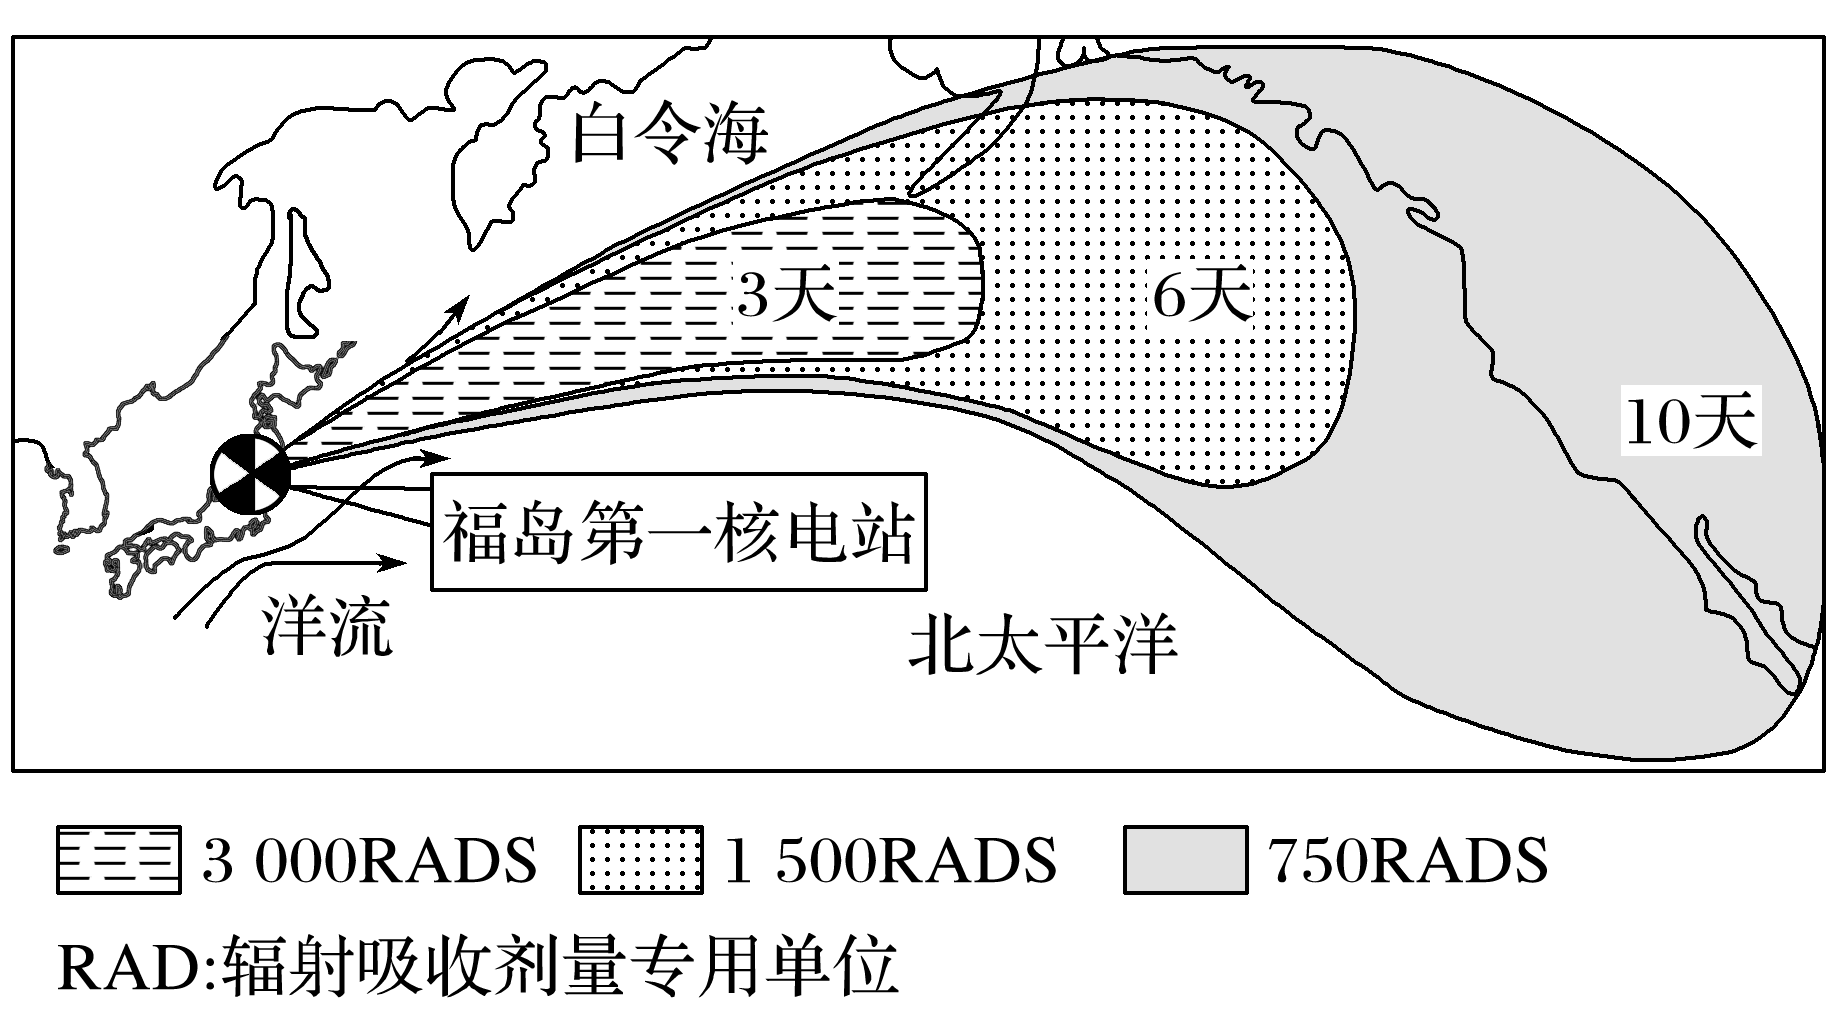 白令海
3天
6天
10天
福岛第一核电站
洋流
北太平洋
3 000RADS
1 500RADS
750RADS
RAD:辐射吸收剂量专用单位